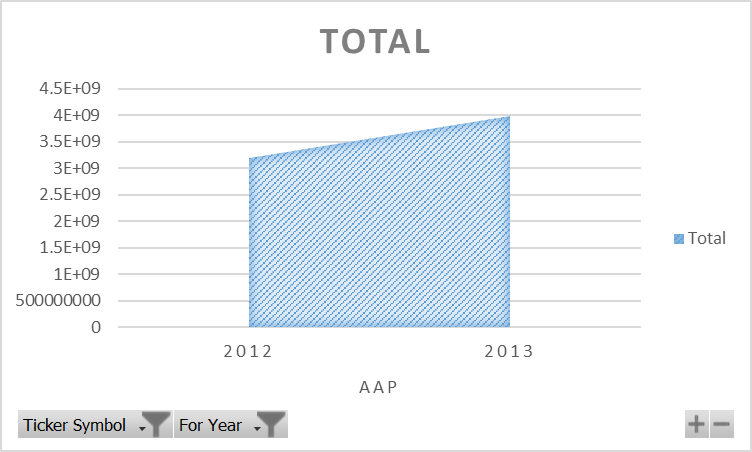 TOTAL
4.5E+09
4E+09
3.5E+09
3E+09
2.5E+09
2E+09
1.5E+09
1E+09
500000000
0
Total
2012 2013
AAP
Ticker Symbol For Year